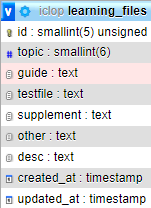 V iclop learning_files
id : smallint(5) unsigned
# topic : smallint(6)
guide : text
testfile : text
supplement : text
other : text
desc : text
created_at : timestamp
updated_at : timestamp